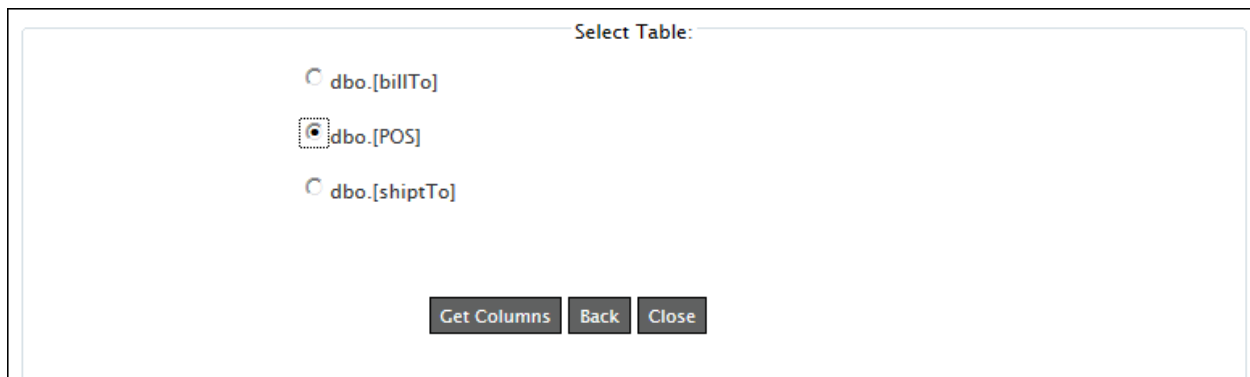 Select Table:
dbo.[billTo]
dbo.[POS]
dbo.[shiptTo]
Get Columns Back Close